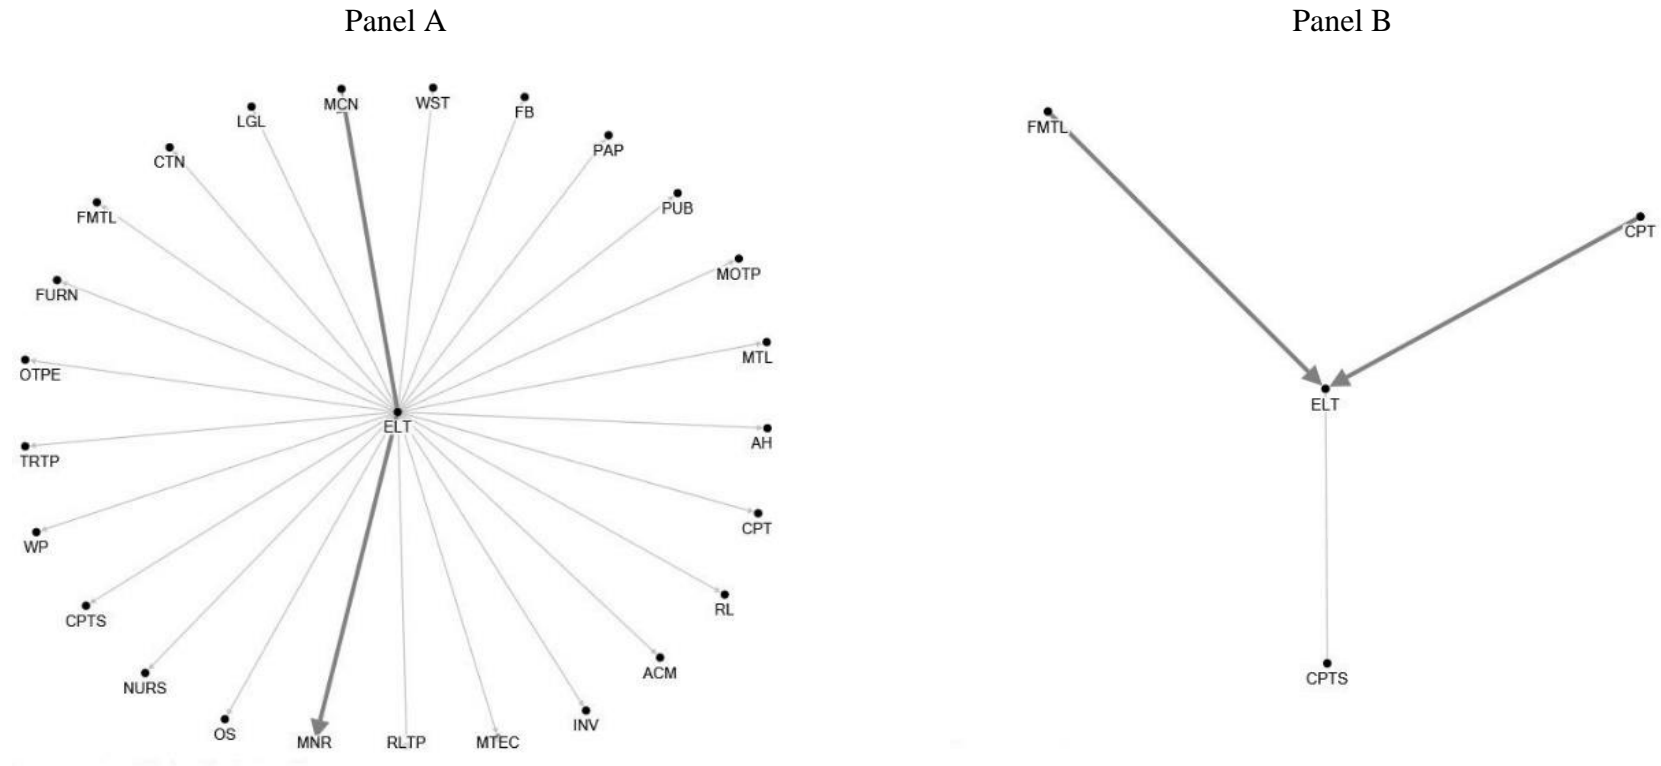 Panel A
Panel B
MCN
WST
FB
LGL
PAP
CTN
FMTL
PUB
FURN
MOTP
OTPE
MTL
ELT
AH
TRTP
CPT
WP
RL
CPTS
ACM
NURS
INV
OS
MNR
RLTP
MTEC
FMTL
CPT
ELT
CPTS